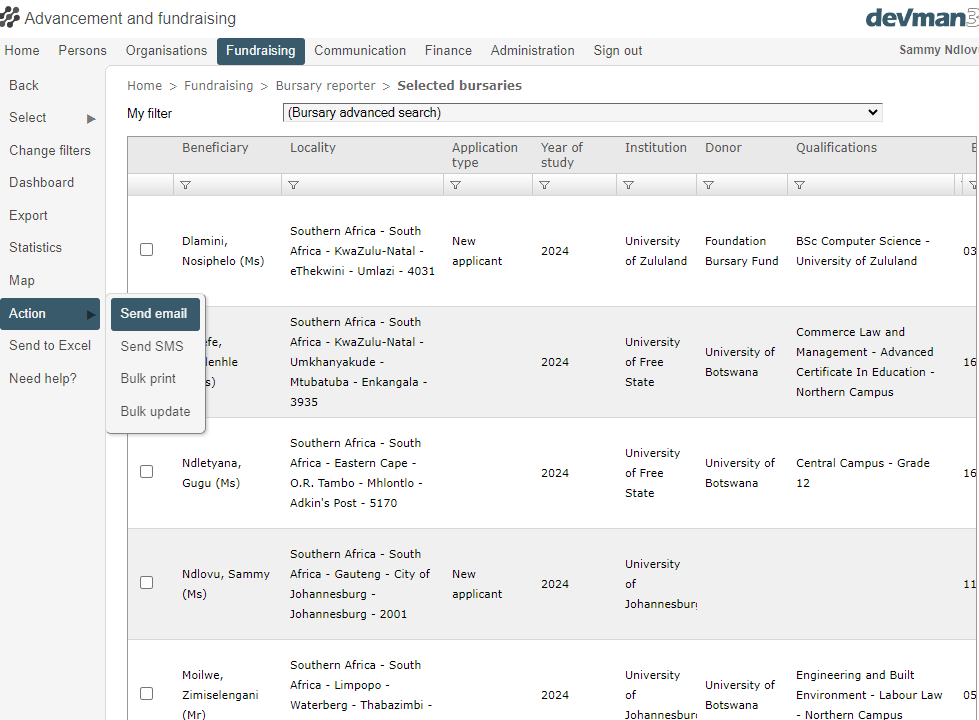 Advancement and fundraising
devman3
Home Persons Organisations Fundraising Communication Finance Administration Sign out
Sammy Ndlov
Back
Select
Change filters
Dashboard
Export
Statistics
Map
Action
Send to Excel
Need help?
Send email
Send SMS
Bulk print
Bulk update
Home > Fundraising > Bursary reporter > Selected bursaries
My filter
(Bursary advanced search)
Beneficiary Locality Application Year of Institution Donor Qualifications
type study
Dlamini,
Nosiphelo (Ms)
Southern Africa - South
Africa - KwaZulu-Natal -
eThekwini - Umlazi - 4031
New
applicant
2024
University
of Zululand
Foundation
Bursary Fund
BSc Computer Science -
University of Zululand
03
efe,
lenhle
s)
Southern Africa - South
Africa - KwaZulu-Natal -
Umkhanyakude -
Mtubatuba - Enkangala -
3935
2024
University
of Free
State
University of
Botswana
Commerce Law and
Management - Advanced
Certificate In Education -
Northern Campus
16
Ndletyana,
Gugu (Ms)
Southern Africa - South
Africa - Eastern Cape -
O.R. Tambo - Mhlontlo -
Adkin's Post - 5170
2024
University
of Free
State
University of
Botswana
Central Campus - Grade
12
16
Ndlovu, Sammy
(Ms)
Southern Africa - South
Africa - Gauteng - City of
Johannesburg -
Johannesburg - 2001
New
applicant
2024
University
of
Johannesburg
11
Moilwe,
Zimiselengani
(Mr)
Southern Africa - South
Africa - Limpopo -
Waterberg - Thabazimbi -
2024
University
of
Johannesburg
University of
Botswana
Engineering and Built
Environment - Labour Law
- Northern Campus
05